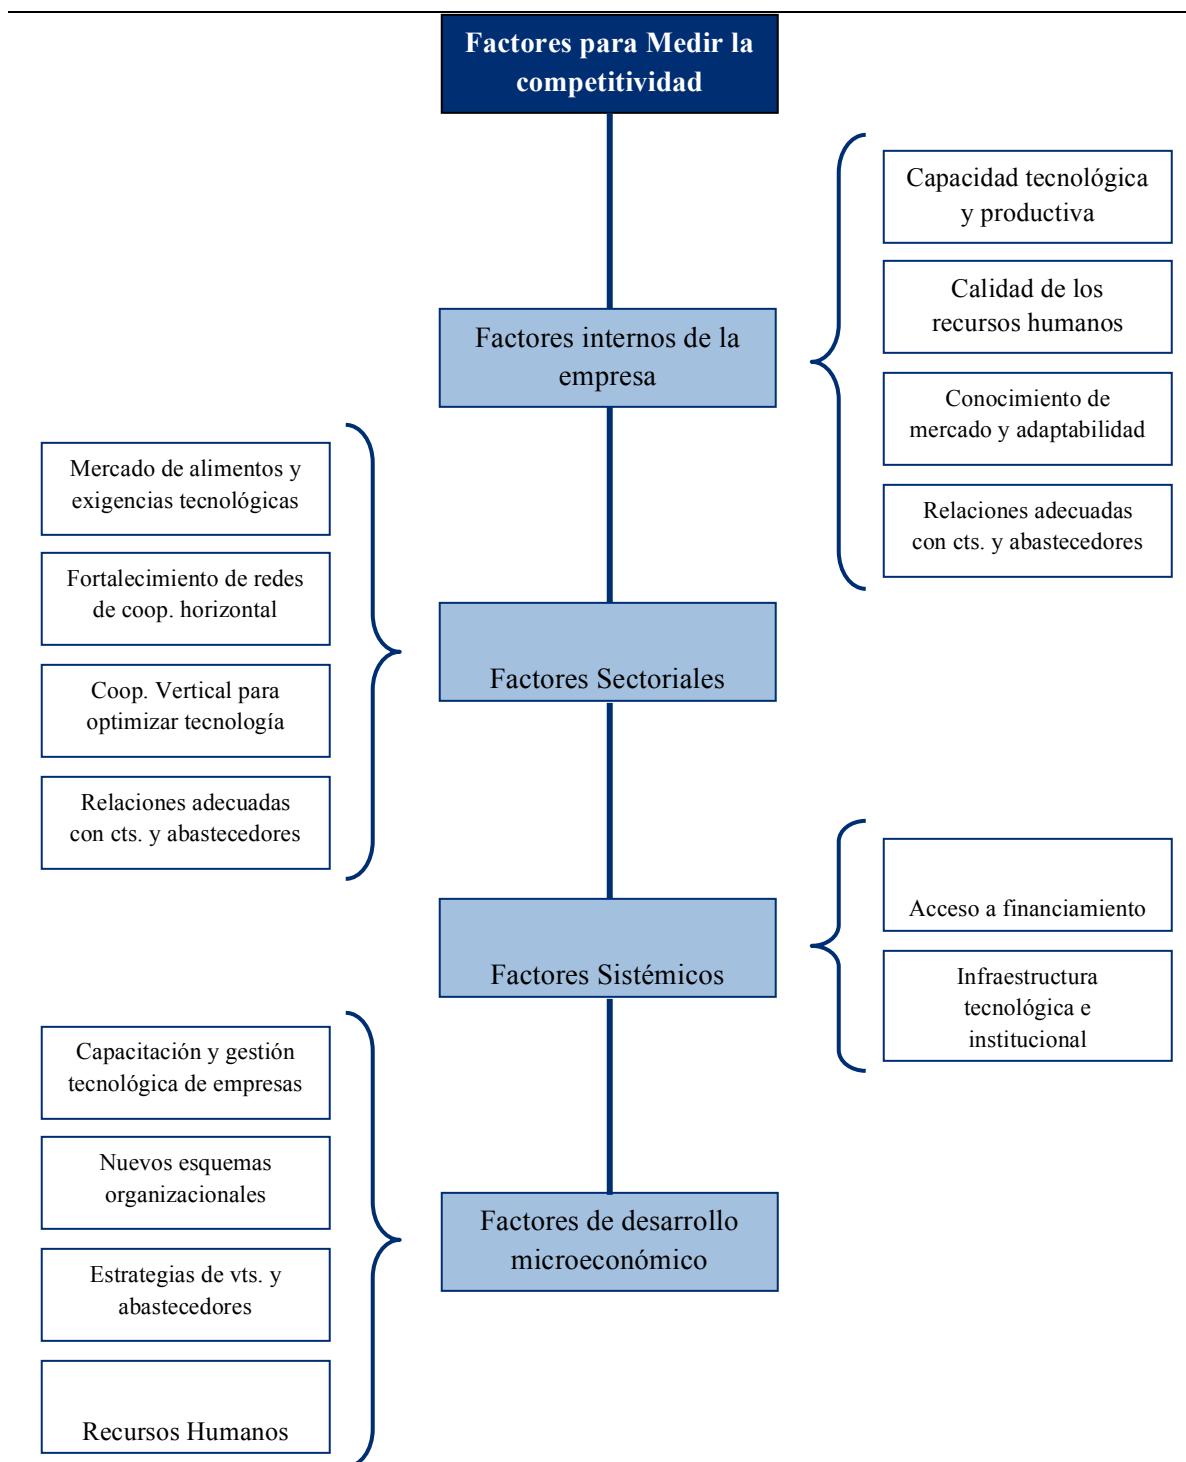 Factores para Medir la
competitividad
Capacidad tecnológica
y productiva
Calidad de los
recursos humanos
Factores internos de la
empresa
Conocimiento de
mercado y adaptabilidad
Relaciones adecuadas
con cts. y abastecedores
Mercado de alimentos y
exigencias tecnológicas
Fortalecimiento de redes
de coop. horizontal
Factores Sectoriales
Coop. Vertical para
optimizar tecnología
Relaciones adecuadas
con cts. y abastecedores
Acceso a financiamiento
Factores Sistémicos
Infraestructura
tecnológica e
institucional
Capacitación y gestión
tecnológica de empresas
Nuevos esquemas
organizacionales
Factores de desarrollo
microeconómico
Estrategias de vts. y
abastecedores
Recursos Humanos